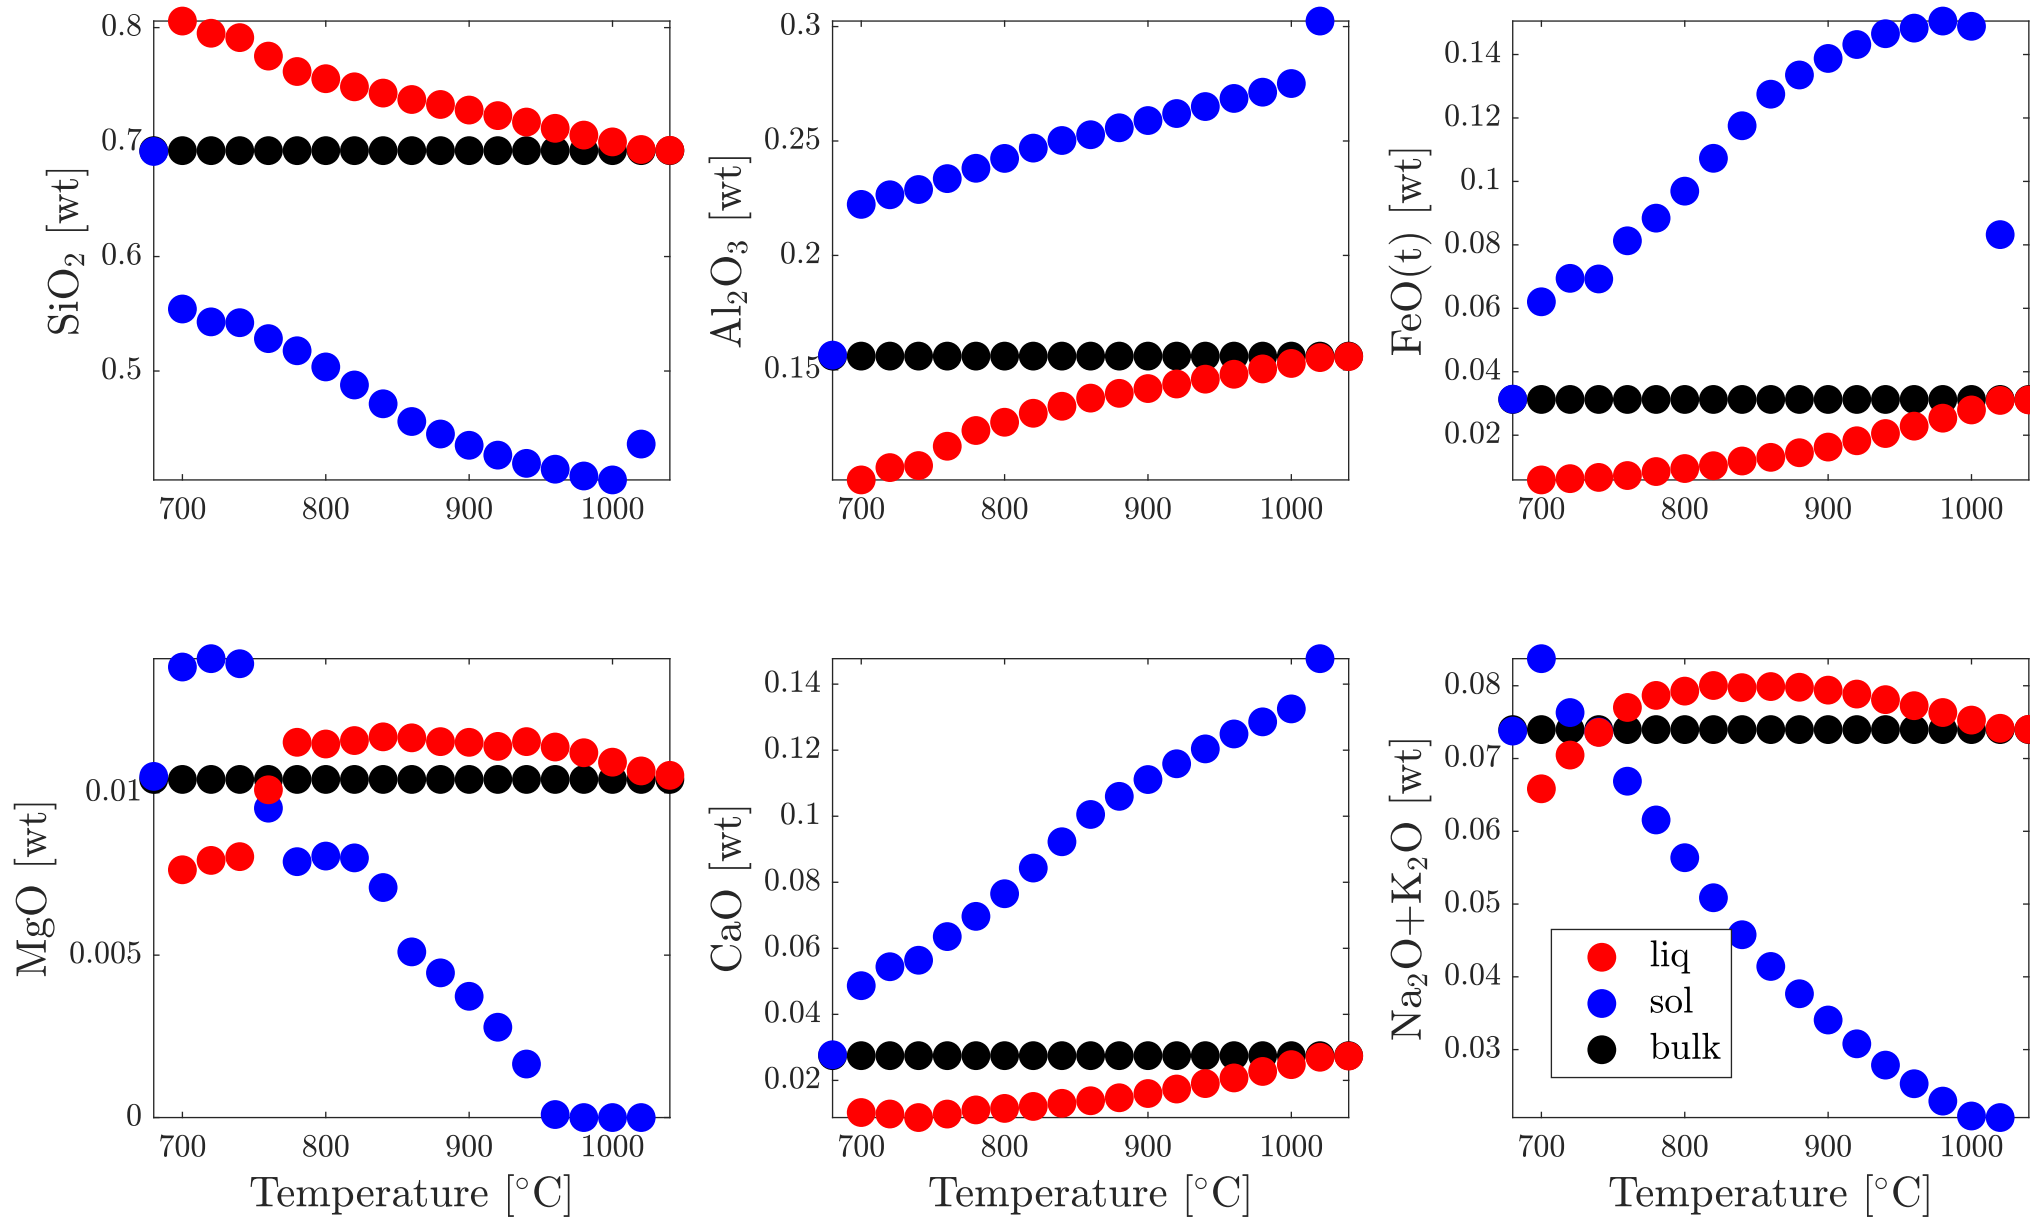 0.8
0.7
0.6
0.5
SiO₂ [wt]
700 800 900 1000
0.3
0.25
0.2
0.15
Al₂O₃ [wt]
700 800 900 1000
0.14
0.12
0.1
0.08
0.06
0.04
0.02
FeO(t) [wt]
700 800 900 1000
0.01
0.005
0
MgO [wt]
700 800 900 1000
Temperature [°C]
0.14
0.12
0.1
0.08
0.06
0.04
0.02
CaO [wt]
700 800 900 1000
Temperature [°C]
0.08
0.07
0.06
0.05
0.04
0.03
Na₂O+K₂O [wt]
liq
sol
bulk
700 800 900 1000
Temperature [°C]